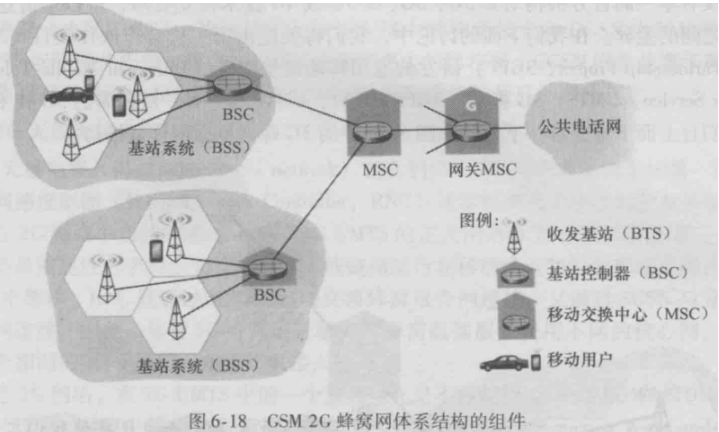 BSC
基站系统（BSS）
MSC
G
网关MSC
公共电话网
BSC
基站系统（BSS）
图例：
收发基站（BTS）
基站控制器（BSC）
移动交换中心（MSC）
移动用户
图 6-18 GSM 2G 蜂窝网体系结构的组件